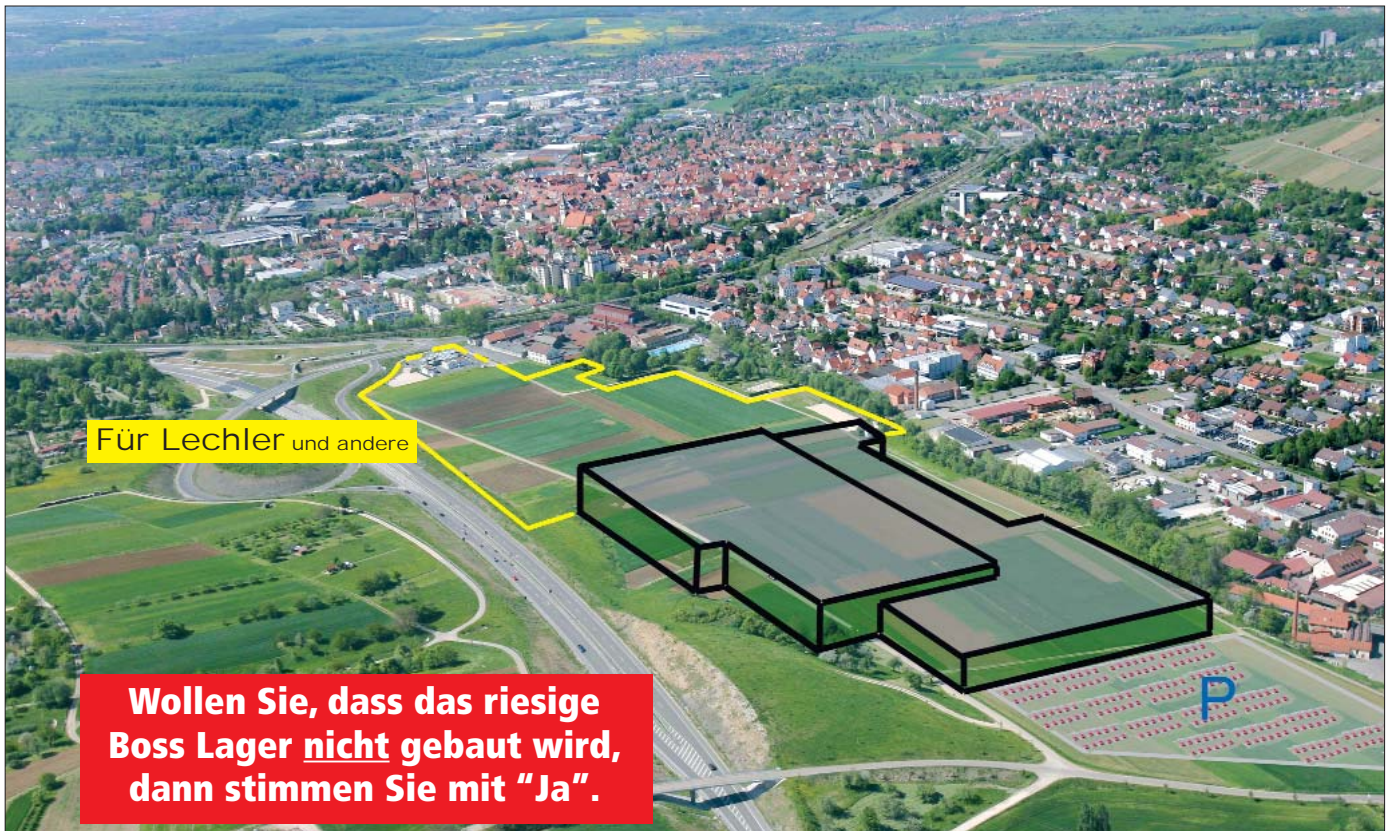 Für Lechler und andere
P
Wollen Sie, dass das riesige
Boss Lager nicht gebaut wird,
dann stimmen Sie mit “Ja”.